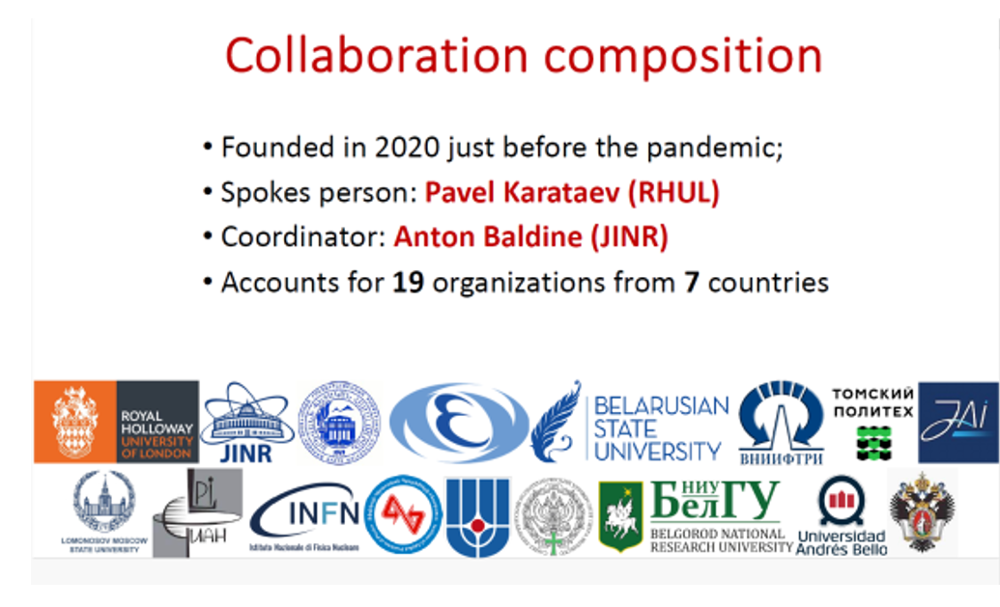 Collaboration composition
• Founded in 2020 just before the pandemic;
• Spokes person: Pavel Karataev (RHUL)
• Coordinator: Anton Baldine (JINR)
• Accounts for 19 organizations from 7 countries
ROYAL
HOLLOWAY
UNIVERSITY
OF LONDON
JINR
BELARUSIAN
STATE
UNIVERSITY
ВНИИФТРИ
ТОМСКИЙ
ПОЛИТЕХ
JAi
LOMONOSOV MOSCOW
STATE UNIVERSITY
LPI
ФИАН
INFN
Istituto Nazionale di Fisica Nucleare
НИУ
БелГУ
BELGOROD NATIONAL
RESEARCH UNIVERSITY
Universidad
Andrés Bello